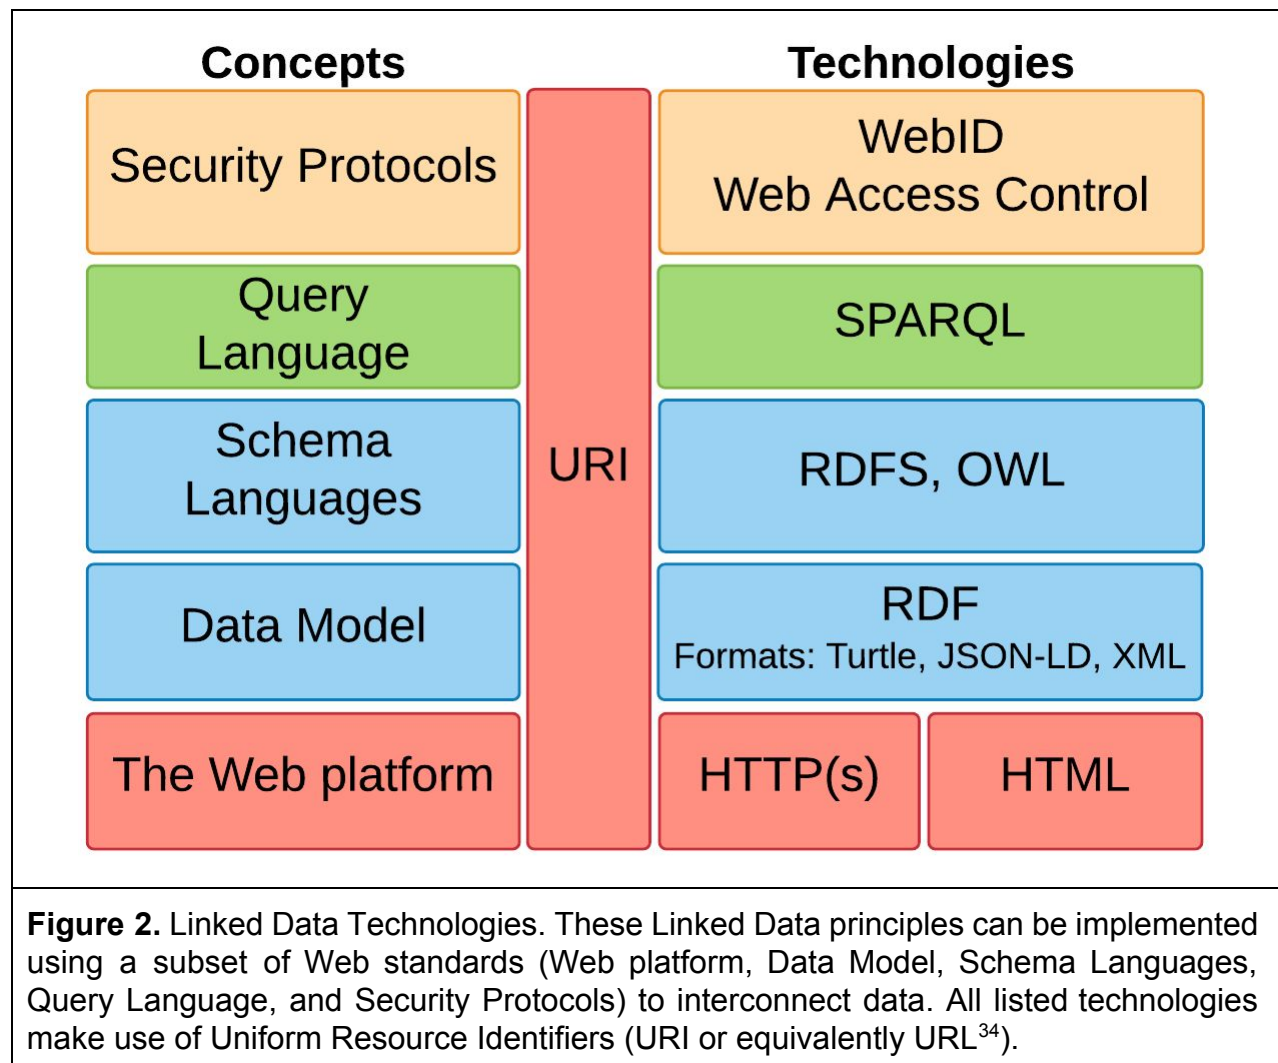 Concepts
Technologies
Security Protocols
WebID
Web Access Control
Query
Language
SPARQL
Schema
Languages
URI
RDFS, OWL
Data Model
RDF
Formats: Turtle, JSON-LD, XML
The Web platform
HTTP(s)
HTML
Figure 2. Linked Data Technologies. These Linked Data principles can be implemented
using a subset of Web standards (Web platform, Data Model, Schema Languages,
Query Language, and Security Protocols) to interconnect data. All listed technologies
make use of Uniform Resource Identifiers (URI or equivalently URL34).